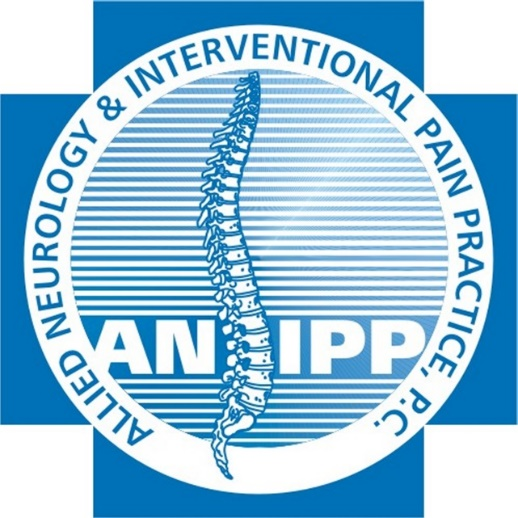 ALLIED NEUROLOGY & INTERVENTIONAL PAIN PRACTICE, P.C.
AN IPP